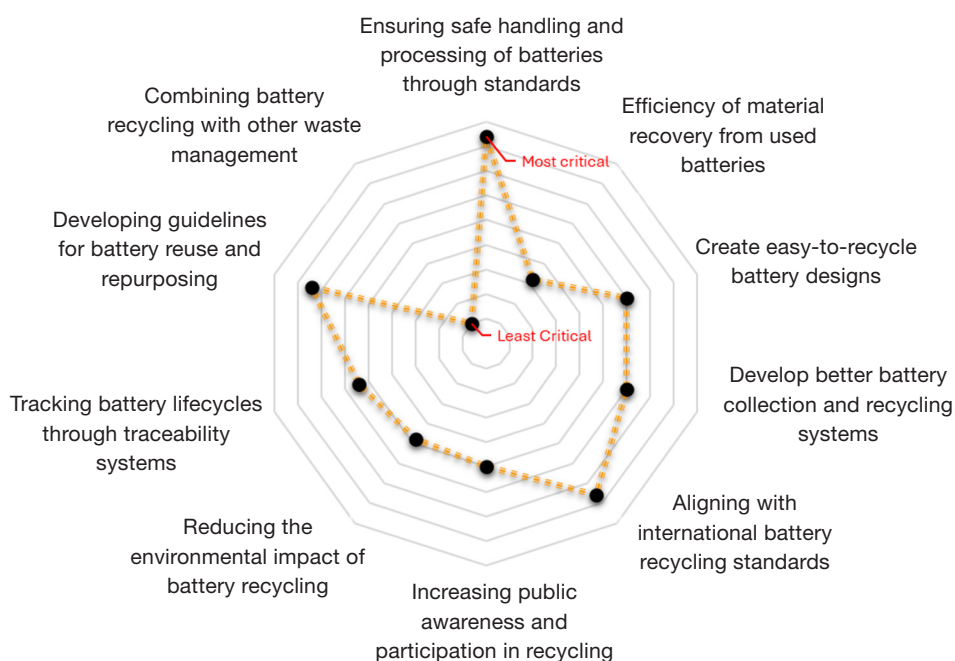 Ensuring safe handling and
processing of batteries
through standards
Efficiency of material
recovery from used
batteries
Create easy-to-recycle
battery designs
Develop better battery
collection and recycling
systems
Aligning with
international battery
recycling standards
Increasing public
awareness and
participation in recycling
Reducing the
environmental impact of
battery recycling
Tracking battery lifecycles
through traceability
systems
Developing guidelines
for battery reuse and
repurposing
Combining battery
recycling with other waste
management
Most critical
Least Critical